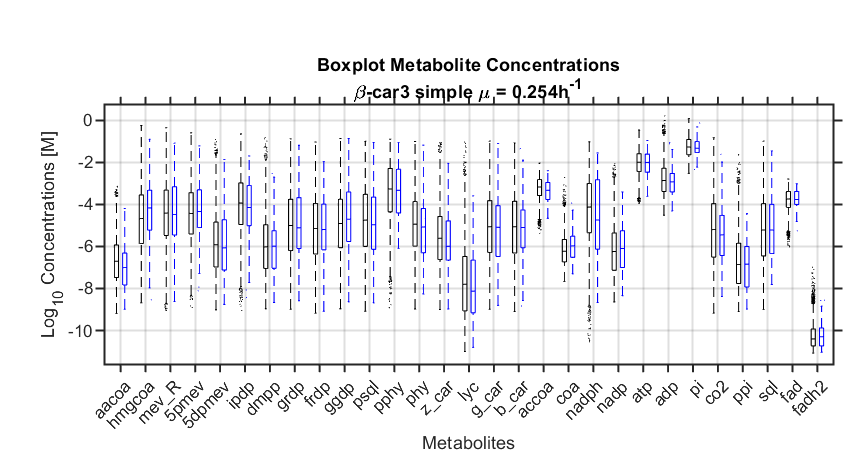 Boxplot Metabolite Concentrations
β-car3 simple μ = 0.254h-1
Log10 Concentrations [M]
0
-2
-4
-6
-8
-10
aacoa
hmgcoa
mev_R
5pmev
5dpmev
ipdp
dmpp
grdp
frdp
ggdp
psql
pphy
phy
z_car
lyc
g_car
b_car
accoa
coa
nadph
nadp
atp
adp
pi
co2
ppi
sql
fad
fadh2
Metabolites